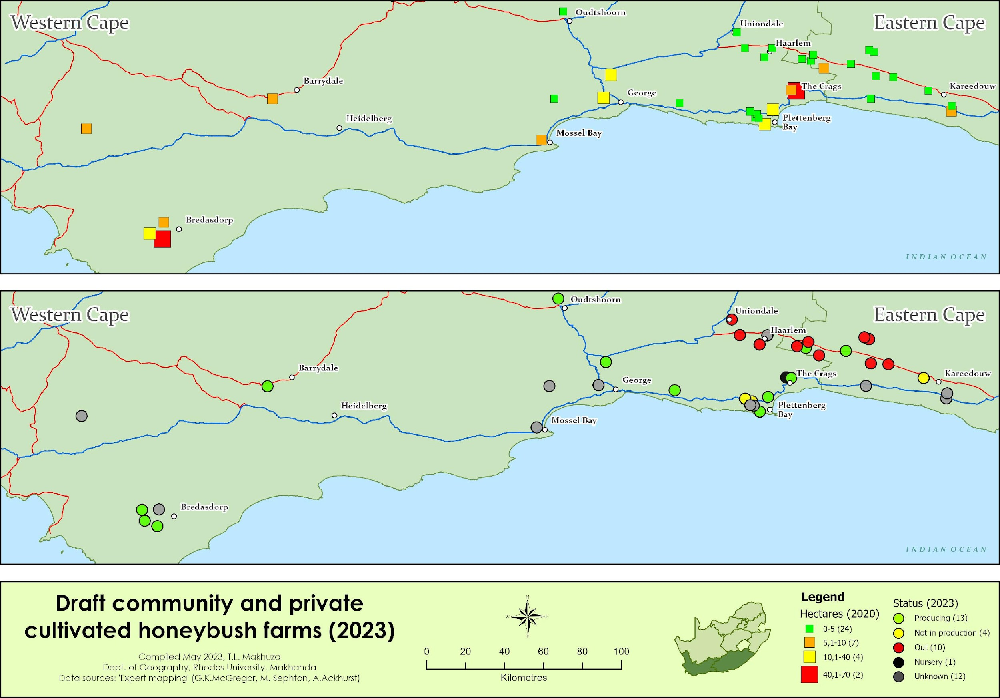 Western Cape
Oudtshoorn
Uniondale
Eastern Cape
Haarlem
Barrydale
The Crags
Kareedouw
George
Heidelberg
Plettenberg
Bay
Mossel Bay
Bredasdorp
INDIAN OCEAN
Western Cape
Oudtshoorn
Uniondale
Eastern Cape
Haarlem
Barrydale
The Crags
Kareedouw
George
Heidelberg
Plettenberg
Bay
Mossel Bay
Bredasdorp
INDIAN OCEAN
Draft community and private
cultivated honeybush farms (2023)
Compiled May 2023, T.L. Makhuza
Dept. of Geography, Rhodes University, Makhanda
Data sources: 'Expert mapping' (G.K.McGregor, M. Sephton, A.Ackhurst)
N
W E
S
0 20 40 60 80 100
Kilometres
Legend
Hectares (2020)
0-5 (24)
5,1-10 (7)
10,1-40 (4)
40,1-70 (2)
Status (2023)
Producing (13)
Not in production (4)
Out (10)
Nursery (1)
Unknown (12)